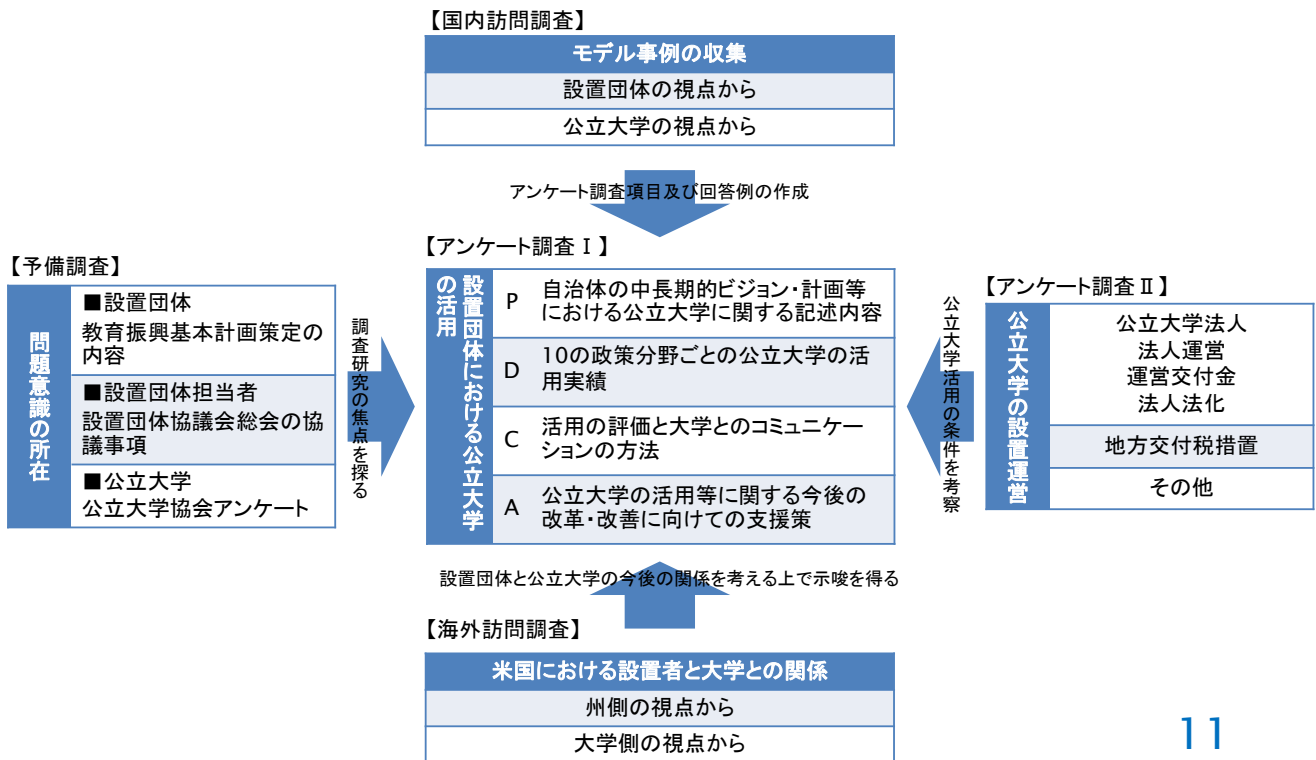 【国内訪問調査】
モデル事例の収集
設置団体の視点から
公立大学の視点から
アンケート調査項目及び回答例の作成
【予備調査】
問題意識の所在
■設置団体
教育振興基本計画策定の
内容
■設置団体担当者
設置団体協議会総会の協
議事項
■公立大学
公立大学協会アンケート
調査研究の焦点を探る
【アンケート調査Ⅰ】
設置団体における公立大学
の活用
P
自治体の中長期的ビジョン・計画等
における公立大学に関する記述内容
D
10の政策分野ごとの公立大学の活
用実績
C
活用の評価と大学とのコミュニケー
ションの方法
A
公立大学の活用等に関する今後の
改革・改善に向けての支援策
公立大学活用の条件を考察
【アンケート調査Ⅱ】
公立大学の設置運営
公立大学法人
法人運営
運営交付金
法人法化
地方交付税措置
その他
設置団体と公立大学の今後の関係を考える上で示唆を得る
【海外訪問調査】
米国における設置者と大学との関係
州側の視点から
大学側の視点から
11